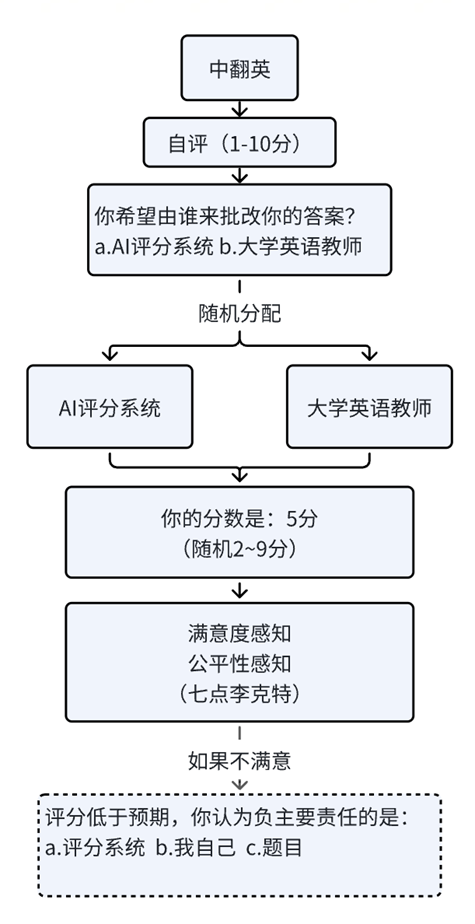 中翻英
自评（1-10分）
你希望由谁来批改你的答案？
a.AI评分系统 b.大学英语教师
随机分配
AI评分系统
大学英语教师
你的分数是：5分
（随机2~9分）
满意度感知
公平性感知
（七点李克特）
如果不满意
评分低于预期，你认为负主要责任的是：
a.评分系统 b.我自己 c.题目